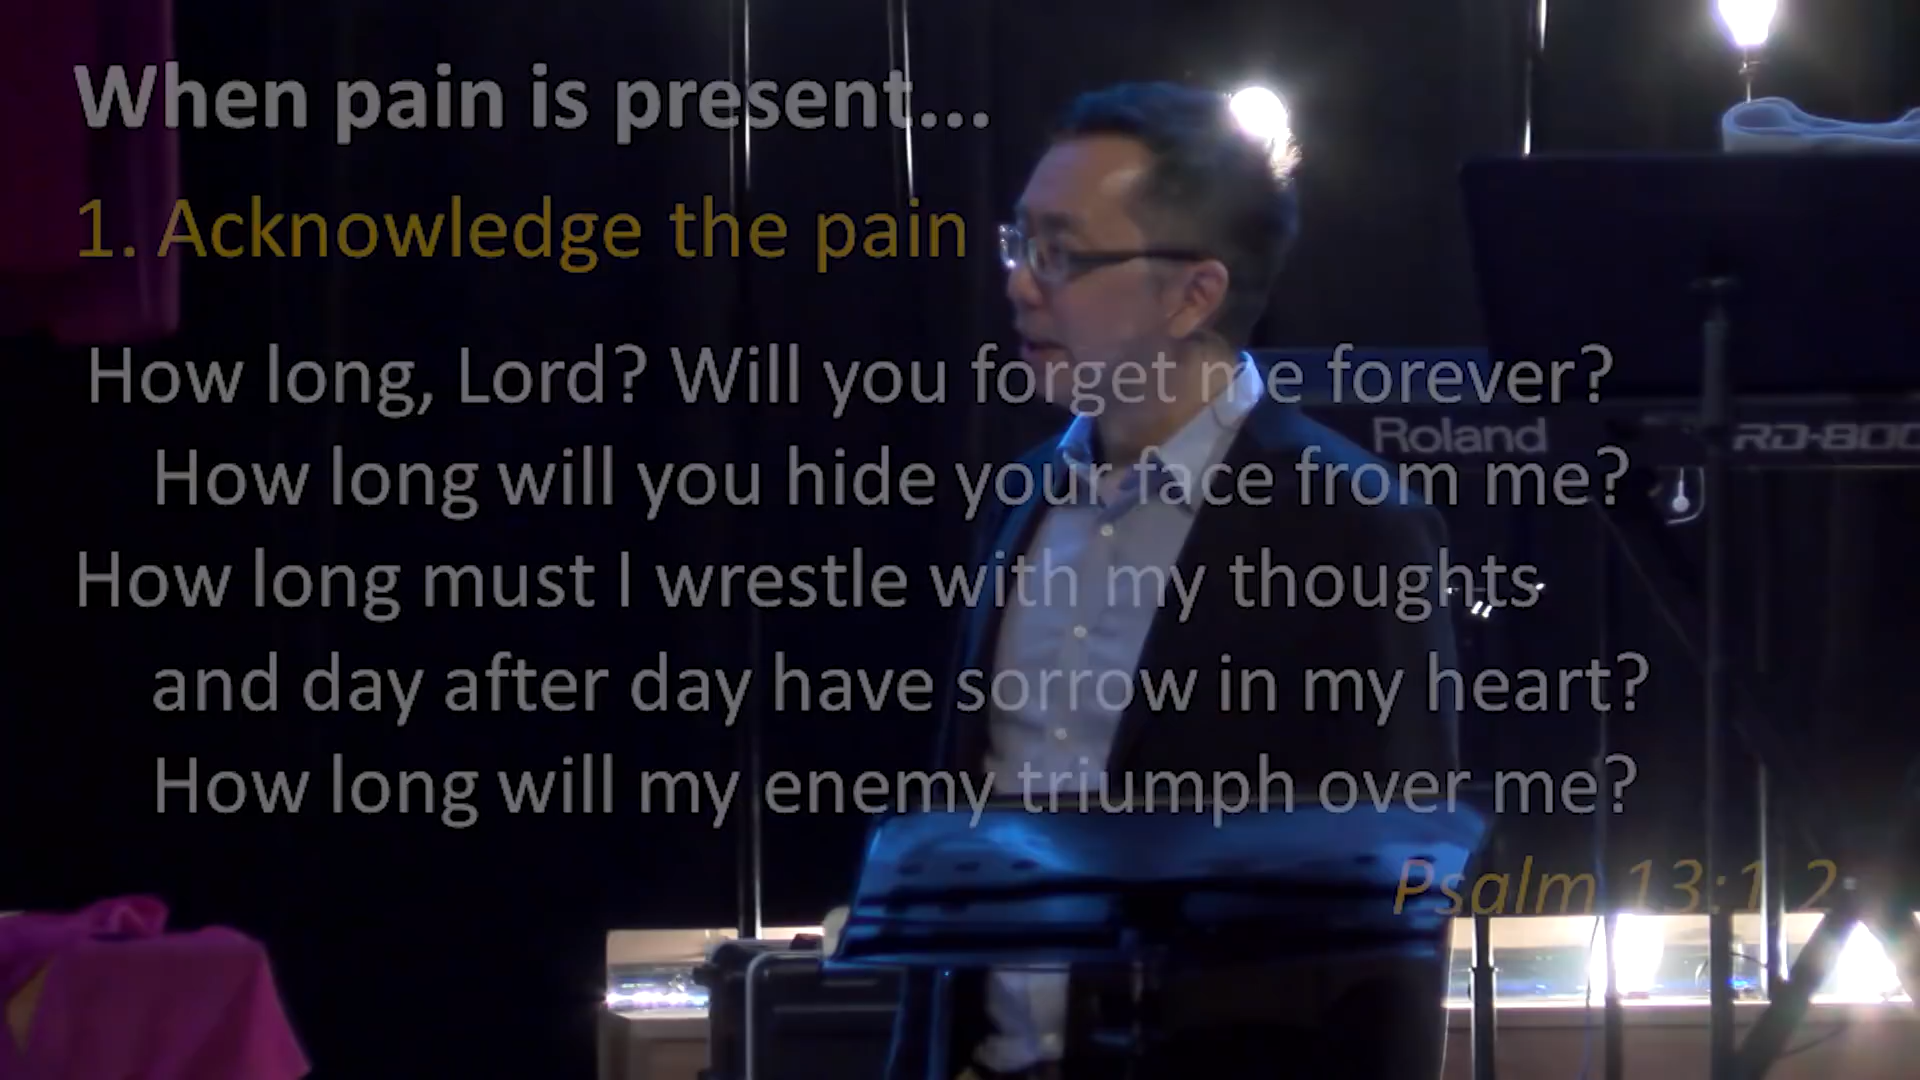 When pain is present...
1. Acknowledge the pain
How long, Lord? Will you forget me forever?
How long will you hide your face from me?
How long must I wrestle with my thoughts
and day after day have sorrow in my heart?
How long will my enemy triumph over me?
Psalm 13:1-2
Roland
RD-800